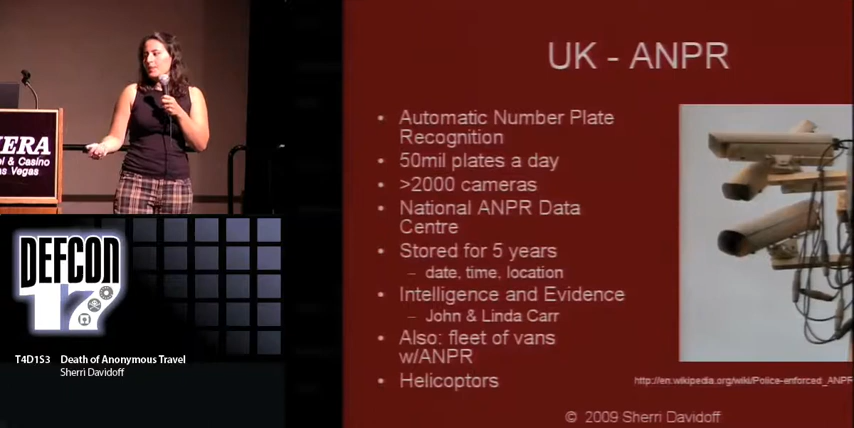 UK - ANPR
• Automatic Number Plate
Recognition
• 50mil plates a day
• >2000 cameras
• National ANPR Data
Centre
• Stored for 5 years
– date, time, location
• Intelligence and Evidence
– John & Linda Carr
• Also: fleet of vans
w/ANPR
• Helicoptors
http://en.wikipedia.org/wiki/Police-enforced_ANPR
© 2009 Sherri Davidoff
& Casino
Vegas
DEFCON
17
T4D1S3 Death of Anonymous Travel
Sherri Davidoff